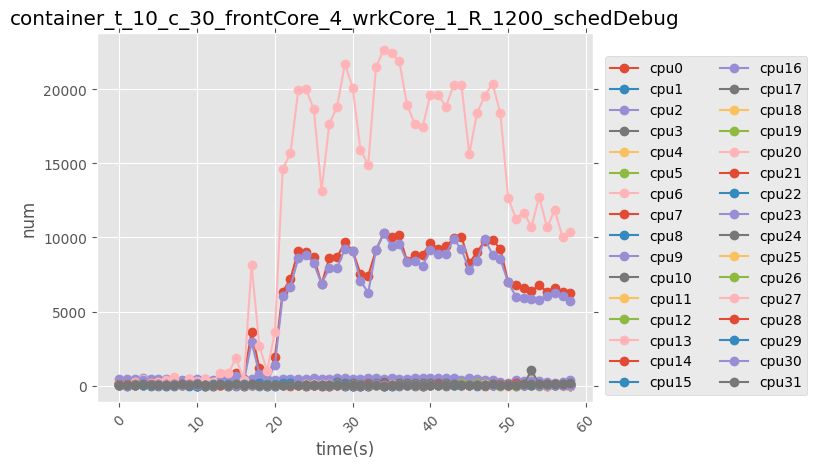 container_t_10_c_30_frontCore_4_wrkCore_1_R_1200_schedDebug
num
20000
15000
10000
5000
0
0
10
20
30
40
50
60
time(s)
cpu0
cpu1
cpu2
cpu3
cpu4
cpu5
cpu6
cpu7
cpu8
cpu9
cpu10
cpu11
cpu12
cpu13
cpu14
cpu15
cpu16
cpu17
cpu18
cpu19
cpu20
cpu21
cpu22
cpu23
cpu24
cpu25
cpu26
cpu27
cpu28
cpu29
cpu30
cpu31